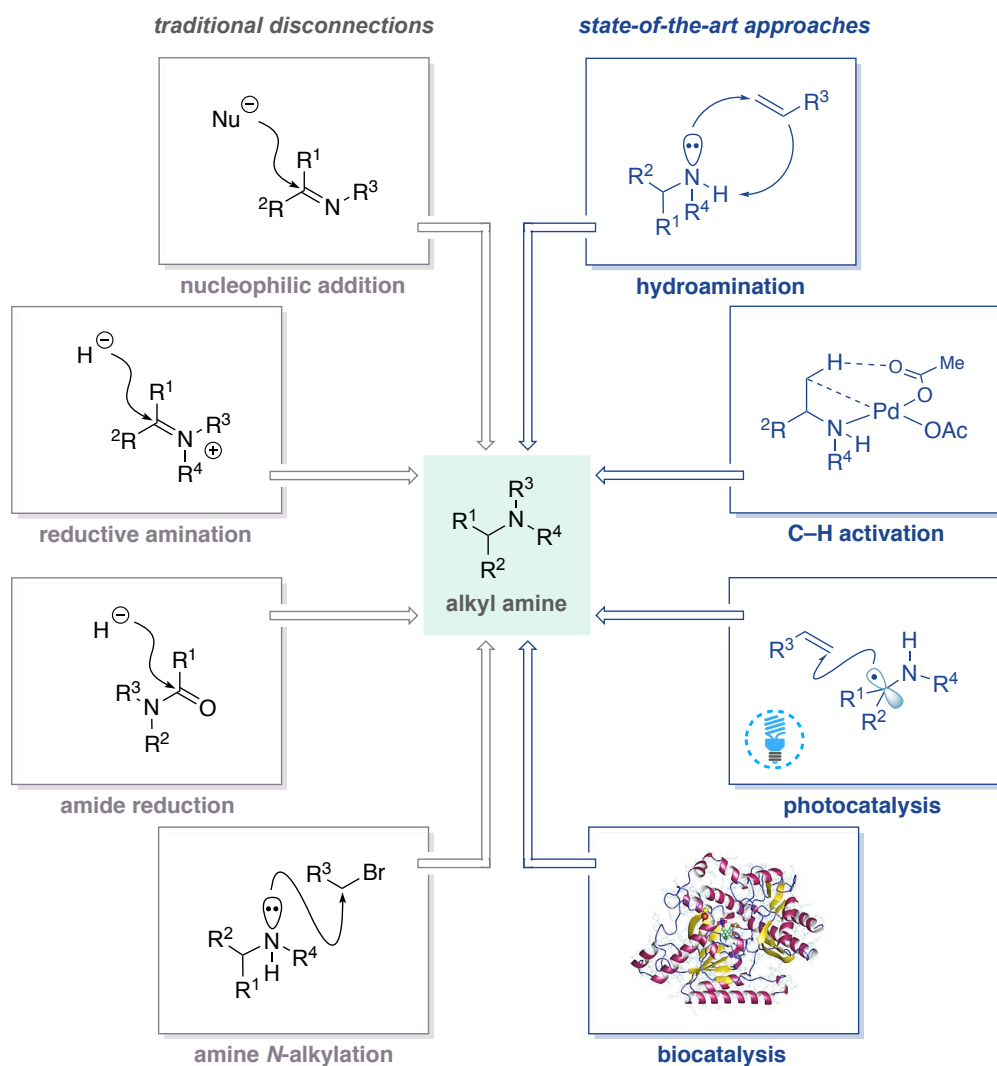 traditional disconnections
state-of-the-art approaches
Nu ⊖
R¹
R³
²R
N
nucleophilic addition
R³
R²
N
H
R⁴
R¹
hydroamination
H ⊖
R¹
R³
²R
N
⊕
R⁴
reductive amination
H
O
Me
O
Pd
²R
N
H
OAc
R⁴
C–H activation
R³
R¹
N
R⁴
R²
alkyl amine
H ⊖
R¹
R³
N
O
R²
amide reduction
R³
H
N
R⁴
R¹
R²
photocatalysis
R³
Br
R²
N
R⁴
H
R¹
amine N-alkylation
biocatalysis